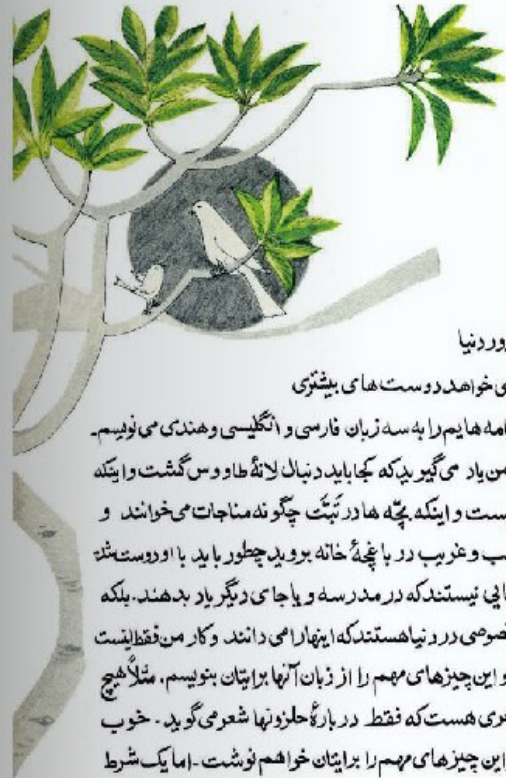 ور دنیا
ی خواهد دوست های بیشتری
امه هایم را به سه زبان فارسی و انگلیسی و هندی می نویسم.
من یاد می گیرید که کجا باید دنبال لانهٔ طاووس گشت و اینکه
ست و اینکه بچّه ها در تبّت چگونه مناجات می خوانند و
ب و غریب در باغچهٔ خانه بروید چطور باید با او دوست شد
ایی نیستند که در مدرسه و یا جای دیگر یاد بدهند. بلکه
صوصی در دنیا هستند که اینها را می دانند و کار من فقط اینست
و این چیزهای مهم را از زبان آنها برایتان بنویسم. مثلاً هیچ
عری هست که فقط دربارهٔ حلزونها شعر می گوید. خوب
این چیزهای مهم را برایتان خواهم نوشت. اما یک شرط